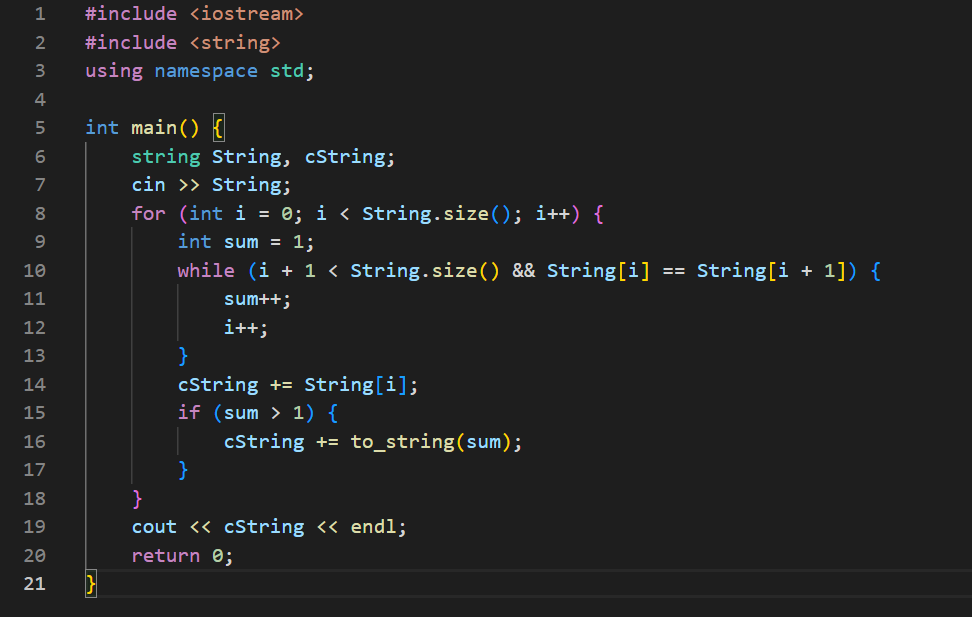 1 #include <iostream>
2 #include <string>
3 using namespace std;
4
5 int main() {
6     string String, cString;
7     cin >> String;
8     for (int i = 0; i < String.size(); i++) {
9         int sum = 1;
10         while (i + 1 < String.size() && String[i] == String[i + 1]) {
11             sum++;
12             i++;
13         }
14         cString += String[i];
15         if (sum > 1) {
16             cString += to_string(sum);
17         }
18     }
19     cout << cString << endl;
20     return 0;
21 }